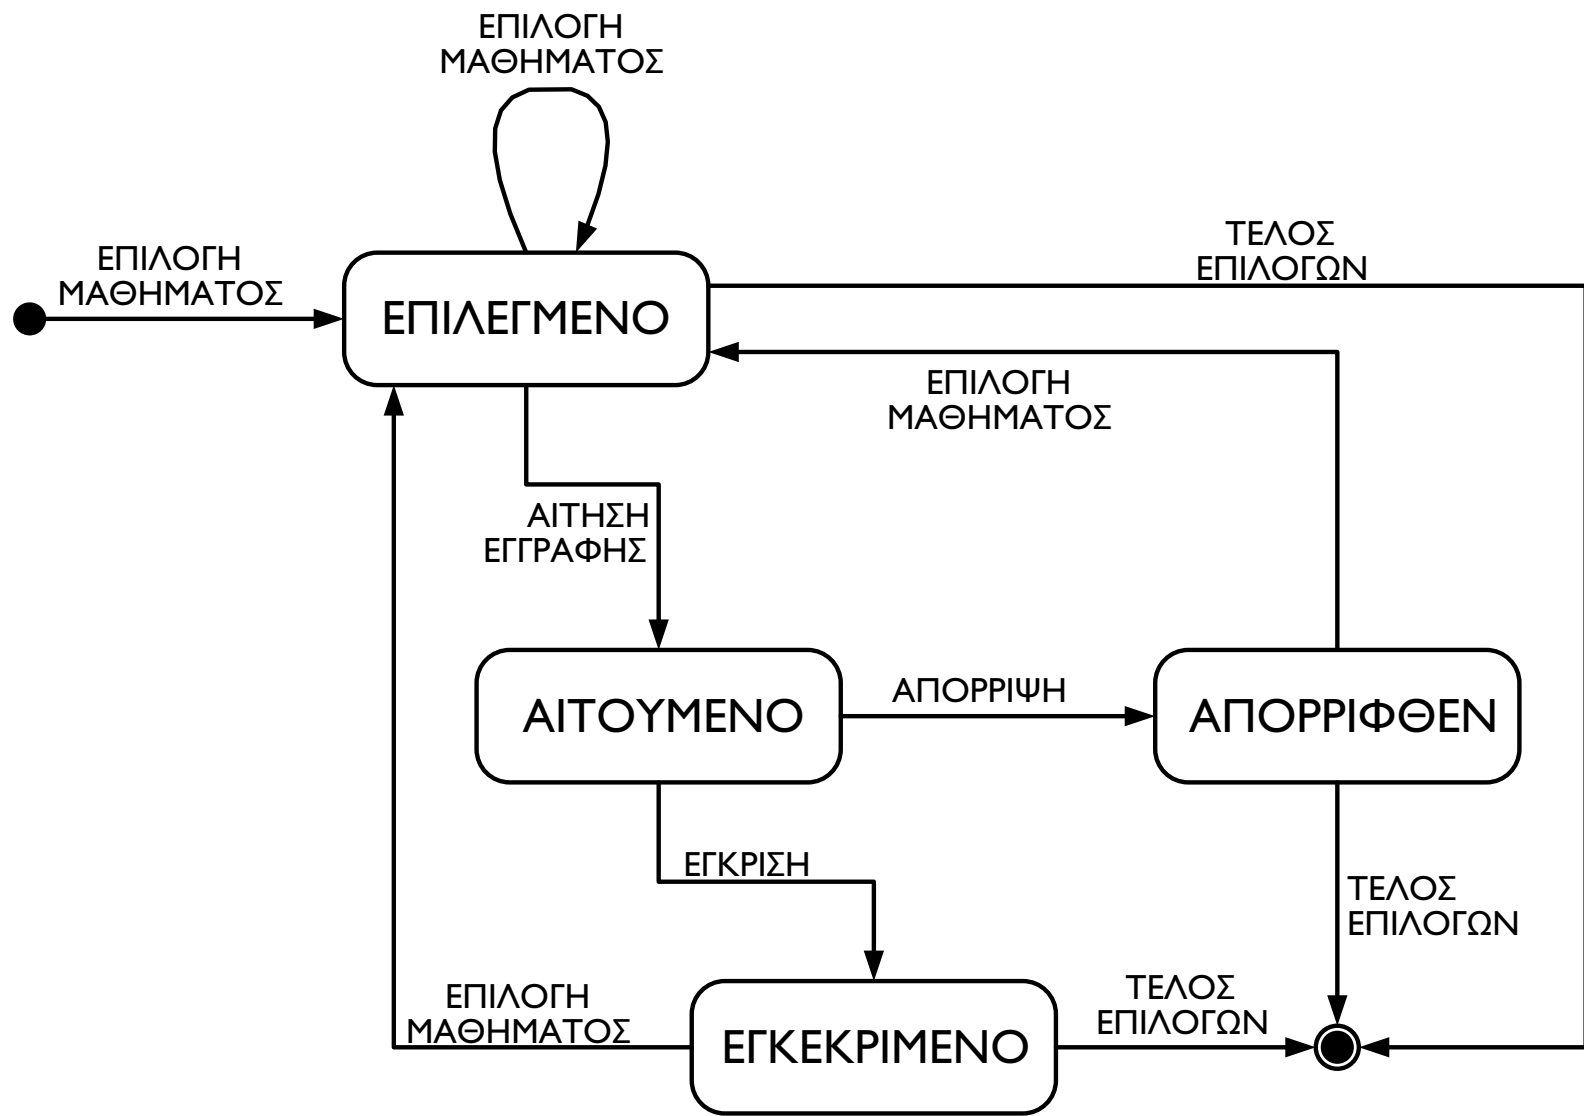 ΕΠΙΛΟΓΗ
ΜΑΘΗΜΑΤΟΣ
ΤΕΛΟΣ
ΕΠΙΛΟΓΩΝ
ΕΠΙΛΟΓΗ
ΜΑΘΗΜΑΤΟΣ
ΕΠΙΛΕΓΜΕΝΟ
ΕΠΙΛΟΓΗ
ΜΑΘΗΜΑΤΟΣ
ΑΙΤΗΣΗ
ΕΓΓΡΑΦΗΣ
ΑΙΤΟΥΜΕΝΟ
ΑΠΟΡΡΙΨΗ
ΑΠΟΡΡΙΦΘΕΝ
ΕΓΚΡΙΣΗ
ΤΕΛΟΣ
ΕΠΙΛΟΓΩΝ
ΕΠΙΛΟΓΗ
ΜΑΘΗΜΑΤΟΣ
ΕΓΚΕΚΡΙΜΕΝΟ
ΤΕΛΟΣ
ΕΠΙΛΟΓΩΝ